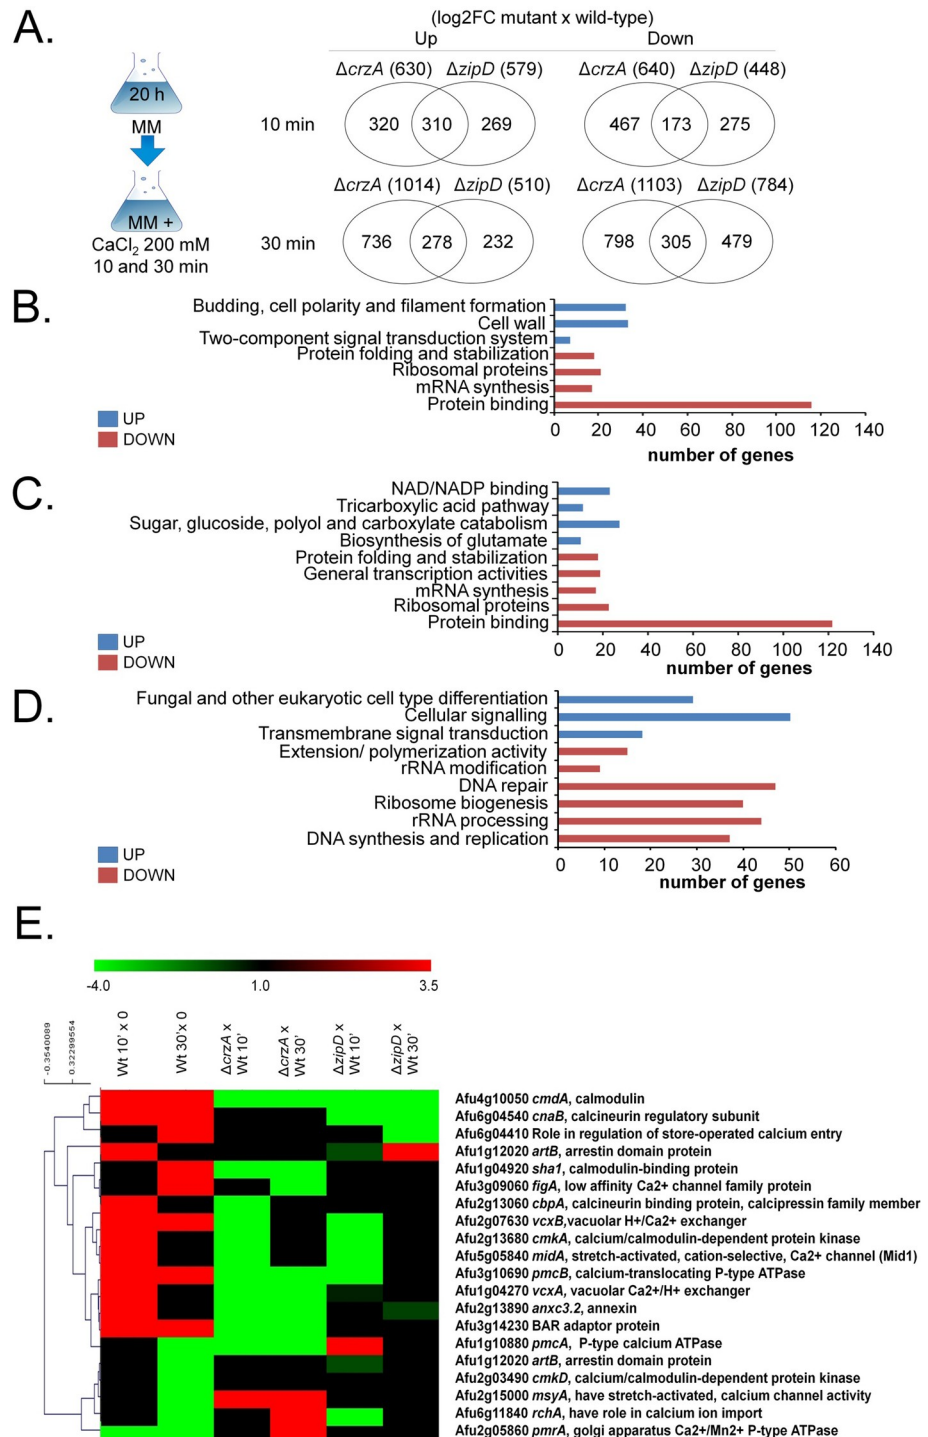 A.
(log2FC mutant x wild-type)
Up Down
ΔcrzA (630) ΔzipD (579) ΔcrzA (640) ΔzipD (448)
20 h
10 min 320 310 269 467 173 275
MM
ΔcrzA (1014) ΔzipD (510) ΔcrzA (1103) ΔzipD (784)
MM +
30 min 736 278 232 798 305 479
CaCl2 200 mM
10 and 30 min
B.
Budding, cell polarity and filament formation
Cell wall
Two-component signal transduction system
Protein folding and stabilization
Ribosomal proteins
mRNA synthesis
Protein binding
UP
DOWN
0 20 40 60 80 100 120 140
number of genes
C.
NAD/NADP binding
Tricarboxylic acid pathway
Sugar, glucoside, polyol and carboxylate catabolism
Biosynthesis of glutamate
Protein folding and stabilization
General transcription activities
mRNA synthesis
Ribosomal proteins
Protein binding
UP
DOWN
0 20 40 60 80 100 120 140
number of genes
D.
Fungal and other eukaryotic cell type differentiation
Cellular signalling
Transmembrane signal transduction
Extension/ polymerization activity
rRNA modification
DNA repair
Ribosome biogenesis
rRNA processing
DNA synthesis and replication
UP
DOWN
0 10 20 30 40 50 60
number of genes
E.
-4.0 1.0 3.5
-0.3540089
0.32299554
Wt 10' x 0
Wt 30'x 0
ΔcrzA x
Wt 10'
ΔcrzA x
Wt 30'
ΔzipD x
Wt 10'
ΔzipD x
Wt 30'
Afu4g10050 cmdA, calmodulin
Afu6g04540 cnaB, calcineurin regulatory subunit
Afu6g04410 Role in regulation of store-operated calcium entry
Afu1g12020 artB, arrestin domain protein
Afu1g04920 sha1, calmodulin-binding protein
Afu3g09060 figA, low affinity Ca2+ channel family protein
Afu2g13060 cbpA, calcineurin binding protein, calcipressin family member
Afu2g07630 vcxB,vacuolar H+/Ca2+ exchanger
Afu2g13680 cmkA, calcium/calmodulin-dependent protein kinase
Afu5g05840 midA, stretch-activated, cation-selective, Ca2+ channel (Mid1)
Afu3g10690 pmcB, calcium-translocating P-type ATPase
Afu1g04270 vcxA, vacuolar Ca2+/H+ exchanger
Afu2g13890 anxc3.2, annexin
Afu3g14230 BAR adaptor protein
Afu1g10880 pmcA, P-type calcium ATPase
Afu1g12020 artB, arrestin domain protein
Afu2g03490 cmkD, calcium/calmodulin-dependent protein kinase
Afu2g15000 msyA, have stretch-activated, calcium channel activity
Afu6g11840 rchA, have role in calcium ion import
Afu2g05860 pmrA, golgi apparatus Ca2+/Mn2+ P-type ATPase